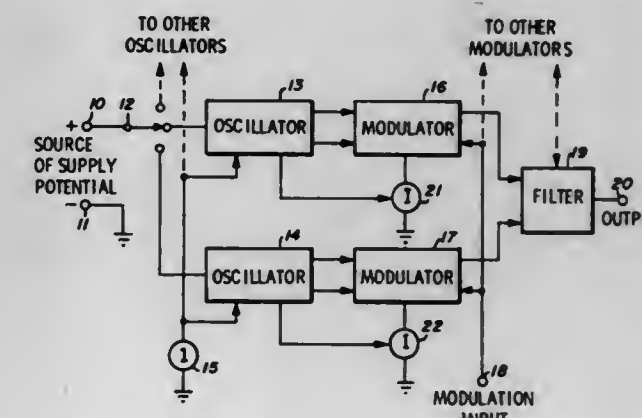 TO OTHER
OSCILLATORS
TO OTHER
MODULATORS
13
16
10
12
+
OSCILLATOR
MODULATOR
19
SOURCE
OF SUPPLY
POTENTIAL
I
21
FILTER
20
OUTP
-
11
14
17
OSCILLATOR
MODULATOR
I
15
I
22
18
MODULATION
INPUT